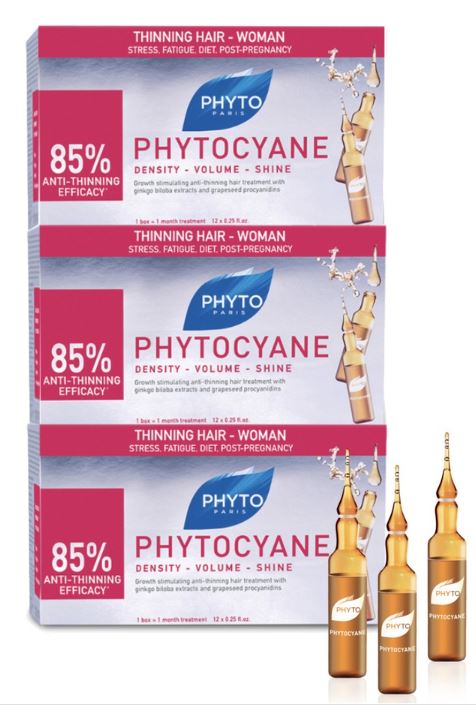 THINNING HAIR - WOMAN
STRESS, FATIGUE, DIET, POST-PREGNANCY
PHYTO
PARIS
PHYTOCYANE
DENSITY - VOLUME - SHINE
Growth stimulating anti-thinning hair treatment with
ginkgo biloba extracts and grapeseed procyanidins
85%
ANTI-THINNING
EFFICACY*
1 box = 1 month treatment 12 x 0.25 fl.oz.
THINNING HAIR - WOMAN
STRESS, FATIGUE, DIET, POST-PREGNANCY
PHYTO
PARIS
PHYTOCYANE
DENSITY - VOLUME - SHINE
Growth stimulating anti-thinning hair treatment with
ginkgo biloba extracts and grapeseed procyanidins
85%
ANTI-THINNING
EFFICACY*
1 box = 1 month treatment 12 x 0.25 fl.oz.
THINNING HAIR - WOMAN
STRESS, FATIGUE, DIET, POST-PREGNANCY
PHYTO
PARIS
PHYTOCYANE
DENSITY - VOLUME - SHINE
Growth stimulating anti-thinning hair treatment with
ginkgo biloba extracts and grapeseed procyanidins
85%
ANTI-THINNING
EFFICACY*
1 box = 1 month treatment 12 x 0.25 fl.oz.
PHYTO
PHYTOCYANE
PHYTO
PHYTOCYANE
PHYTO
PHYTOCYANE